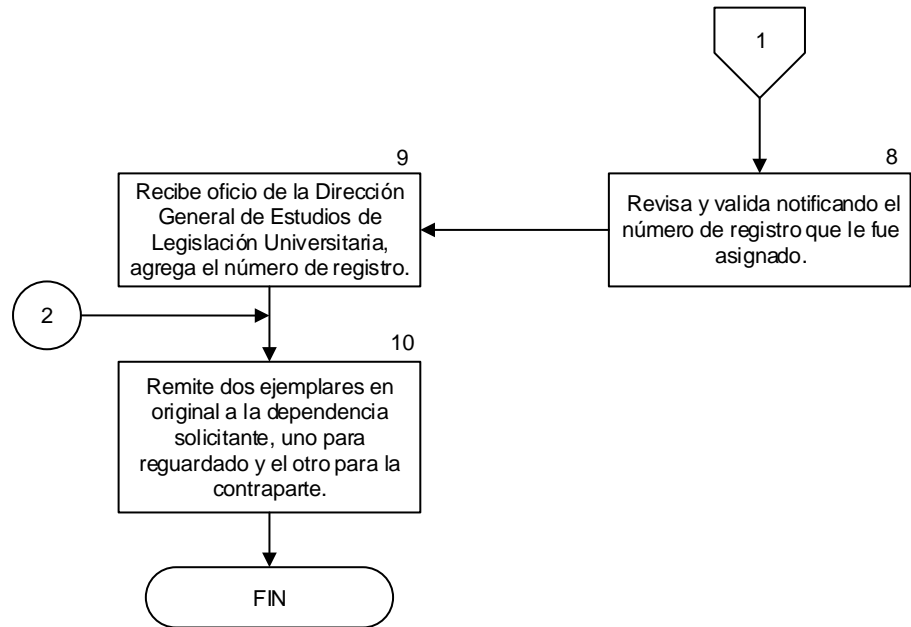 1
8
Revisa y valida notificando el
número de registro que le fue
asignado.
9
Recibe oficio de la Dirección
General de Estudios de
Legislación Universitaria,
agrega el número de registro.
2
10
Remite dos ejemplares en
original a la dependencia
solicitante, uno para
reguardado y el otro para la
contraparte.
FIN